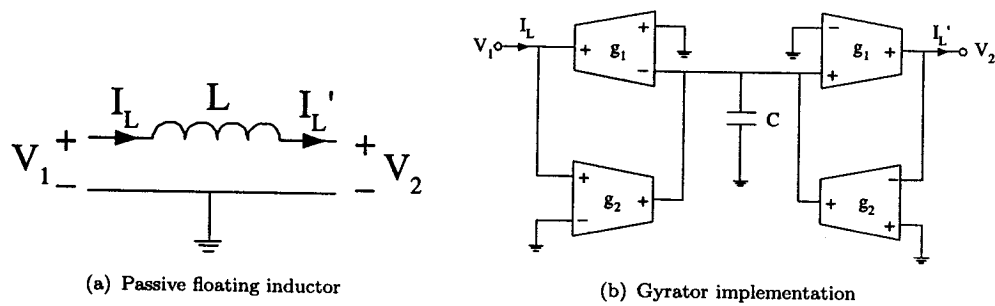 I_L L I_L'
+ +
V_1 V_2
− −
(a) Passive floating inductor
V_1 I_L + g_1 + − − + g_1 + I_L' V_2
C
+ − g_2 + + g_2 − +
(b) Gyrator implementation